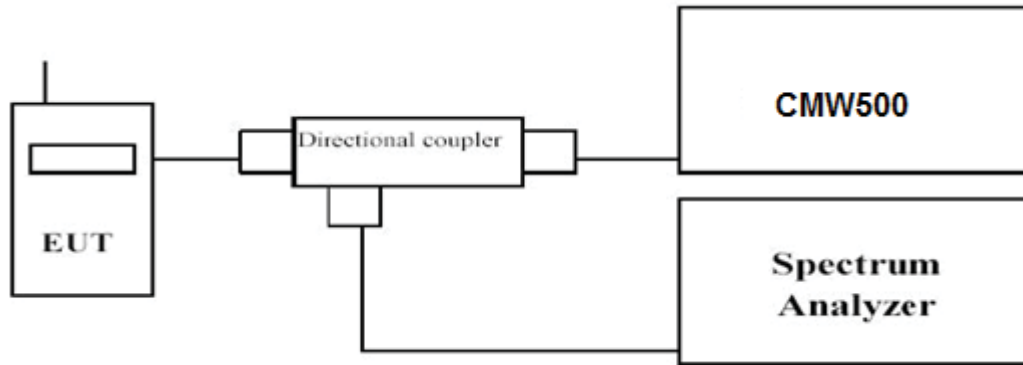 CMW500
Directional coupler
EUT
Spectrum
Analyzer